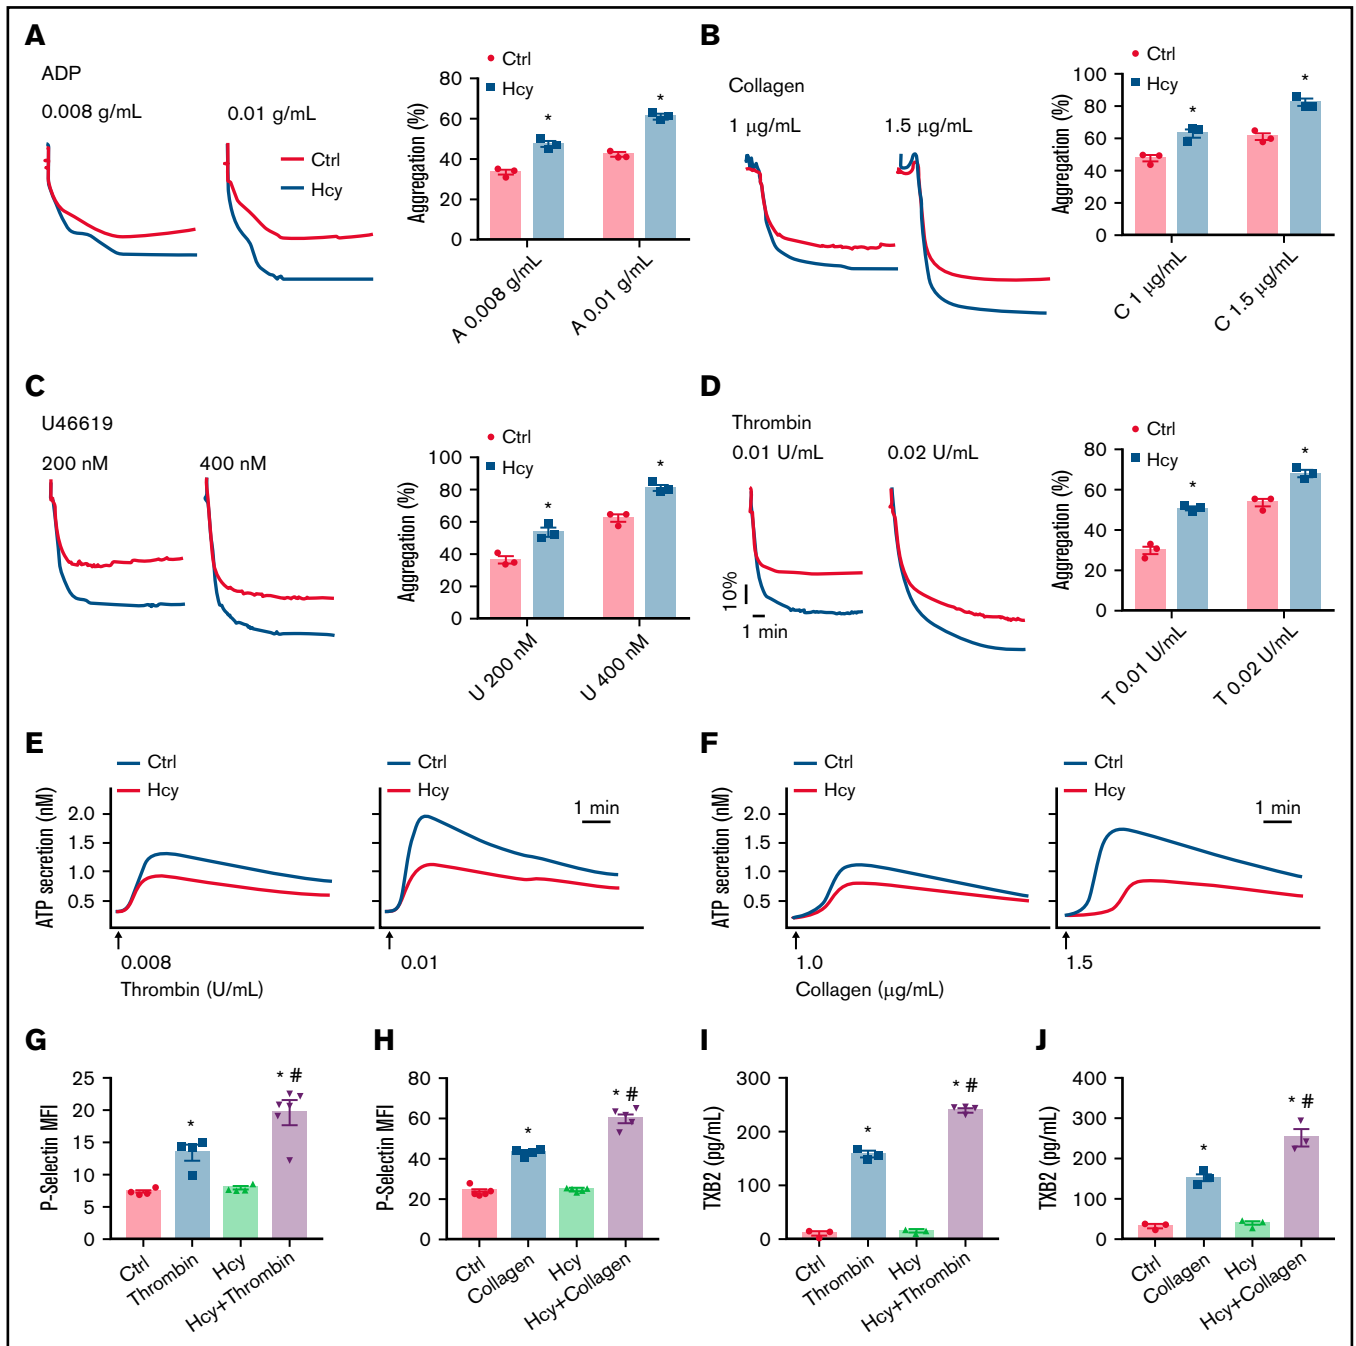 A
ADP
0.008 g/mL
0.01 g/mL
Ctrl
Hcy
Ctrl
Hcy
Aggregation (%)
80
60
40
20
0
*
*
A 0.008 g/mL
A 0.01 g/mL
B
Collagen
1 μg/mL
1.5 μg/mL
Ctrl
Hcy
Aggregation (%)
100
80
60
40
20
0
*
*
C 1 μg/mL
C 1.5 μg/mL
C
U46619
200 nM
400 nM
Ctrl
Hcy
Aggregation (%)
100
80
60
40
20
0
*
*
U 200 nM
U 400 nM
D
Thrombin
0.01 U/mL
0.02 U/mL
10%
1 min
Ctrl
Hcy
Aggregation (%)
80
60
40
20
0
*
*
T 0.01 U/mL
T 0.02 U/mL
E
Ctrl
Hcy
Ctrl
Hcy
1 min
ATP secretion (nM)
2.0
1.5
1.0
0.5
0.008
0.01
Thrombin (U/mL)
F
Ctrl
Hcy
Ctrl
Hcy
1 min
ATP secretion (nM)
2.0
1.5
1.0
0.5
1.0
1.5
Collagen (μg/mL)
G
P-Selectin MFI
25
20
15
10
5
0
*
* #
Ctrl
Thrombin
Hcy
Hcy+Thrombin
H
P-Selectin MFI
80
60
40
20
0
*
* #
Ctrl
Collagen
Hcy
Hcy+Collagen
I
TXB2 (pg/mL)
300
200
100
0
*
* #
Ctrl
Thrombin
Hcy
Hcy+Thrombin
J
TXB2 (pg/mL)
400
300
200
100
0
*
* #
Ctrl
Collagen
Hcy
Hcy+Collagen